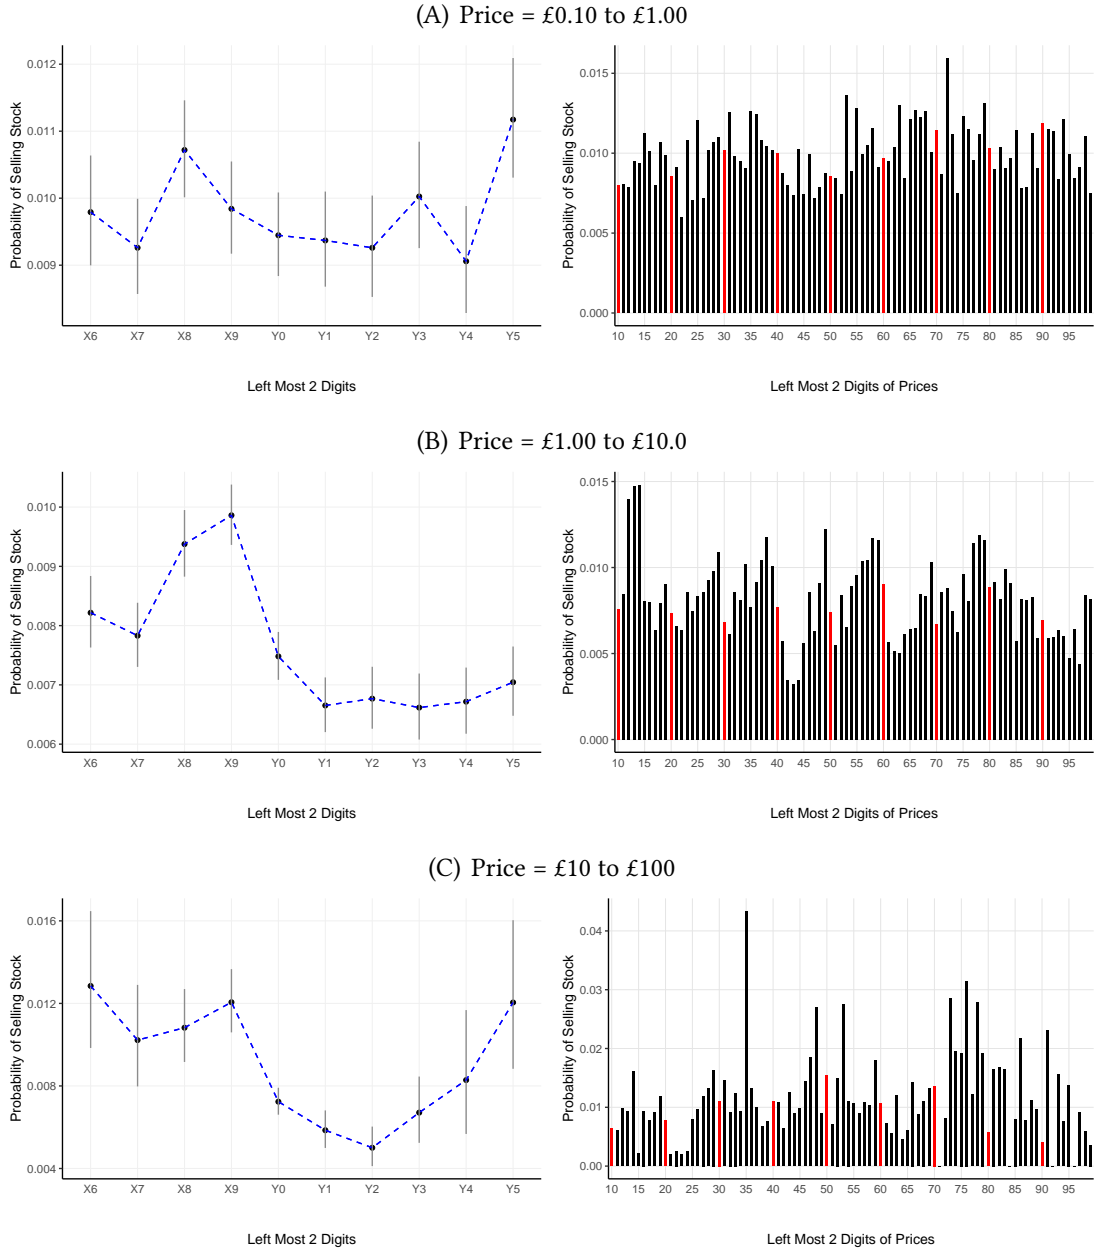 (A) Price = £0.10 to £1.00
Probability of Selling Stock
0.012
0.011
0.010
0.009
X6 X7 X8 X9 Y0 Y1 Y2 Y3 Y4 Y5
Left Most 2 Digits
Probability of Selling Stock
0.015
0.010
0.005
0.000
10 15 20 25 30 35 40 45 50 55 60 65 70 75 80 85 90 95
Left Most 2 Digits of Prices
(B) Price = £1.00 to £10.0
Probability of Selling Stock
0.010
0.009
0.008
0.007
0.006
X6 X7 X8 X9 Y0 Y1 Y2 Y3 Y4 Y5
Left Most 2 Digits
Probability of Selling Stock
0.015
0.010
0.005
0.000
10 15 20 25 30 35 40 45 50 55 60 65 70 75 80 85 90 95
Left Most 2 Digits of Prices
(C) Price = £10 to £100
Probability of Selling Stock
0.016
0.012
0.008
0.004
X6 X7 X8 X9 Y0 Y1 Y2 Y3 Y4 Y5
Left Most 2 Digits
Probability of Selling Stock
0.04
0.03
0.02
0.01
0.00
10 15 20 25 30 35 40 45 50 55 60 65 70 75 80 85 90 95
Left Most 2 Digits of Prices